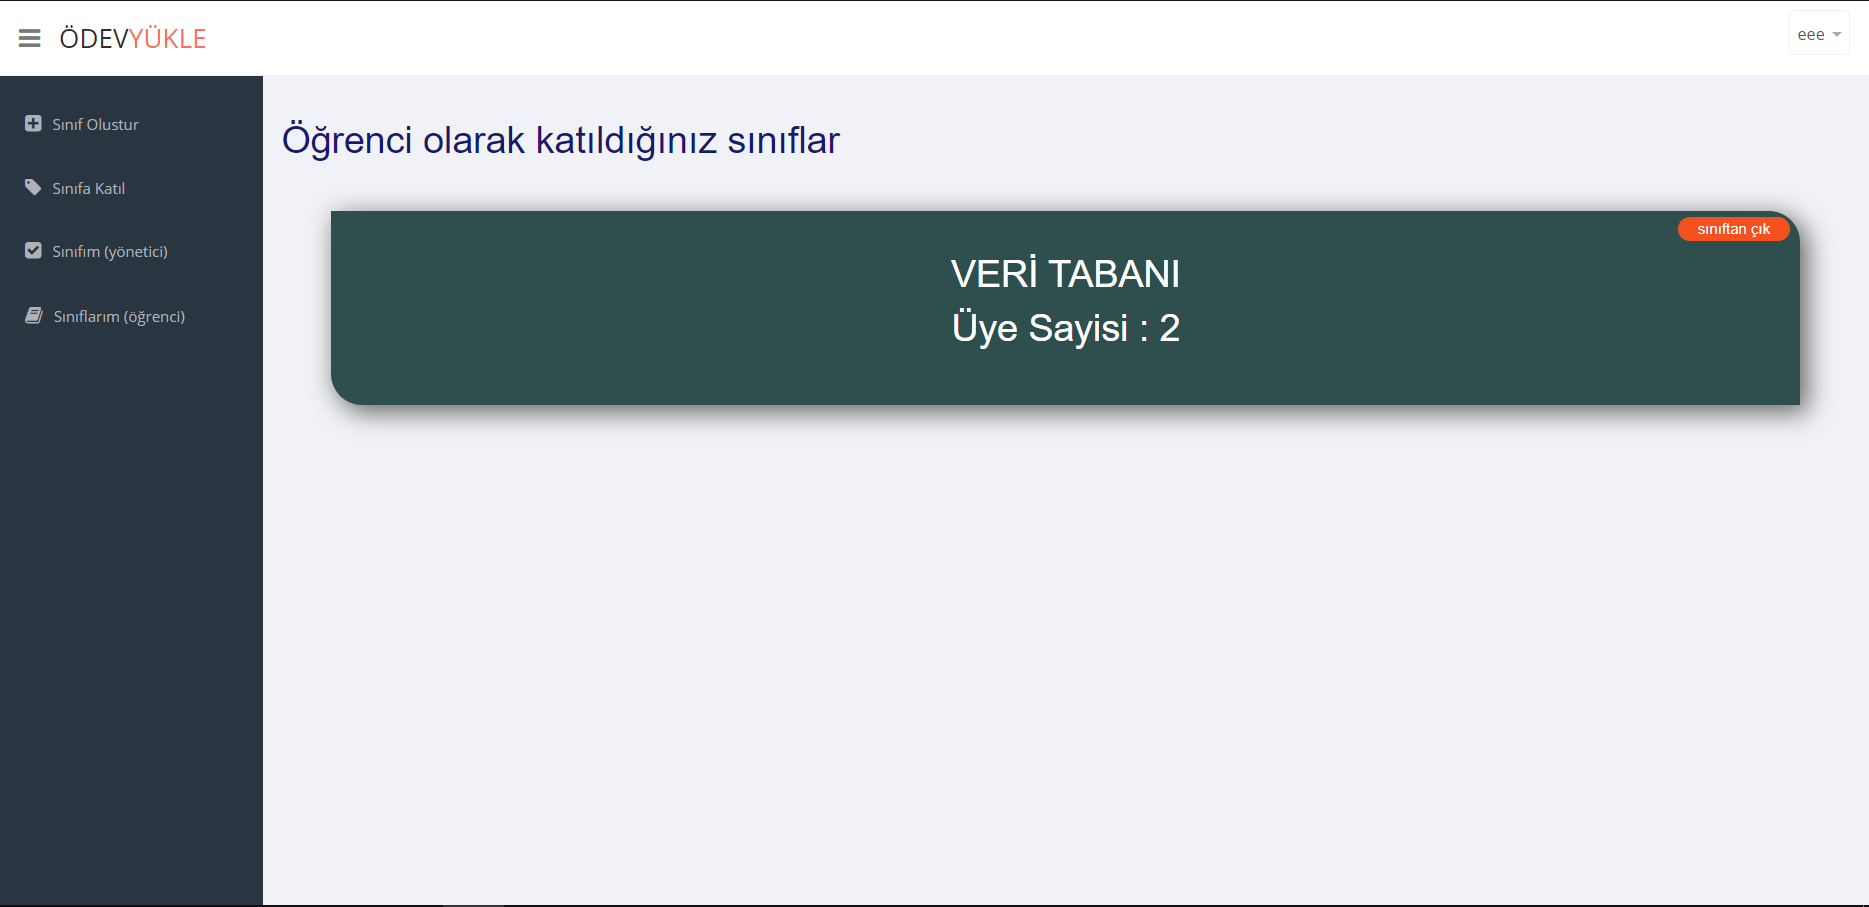 ÖDEVYÜKLE
eee
Sınıf Olustur
Sınıfa Katıl
Sınıfım (yönetici)
Sınıflarım (öğrenci)
Öğrenci olarak katıldığınız sınıflar
sınıftan çık
VERİ TABANI
Üye Sayisi : 2